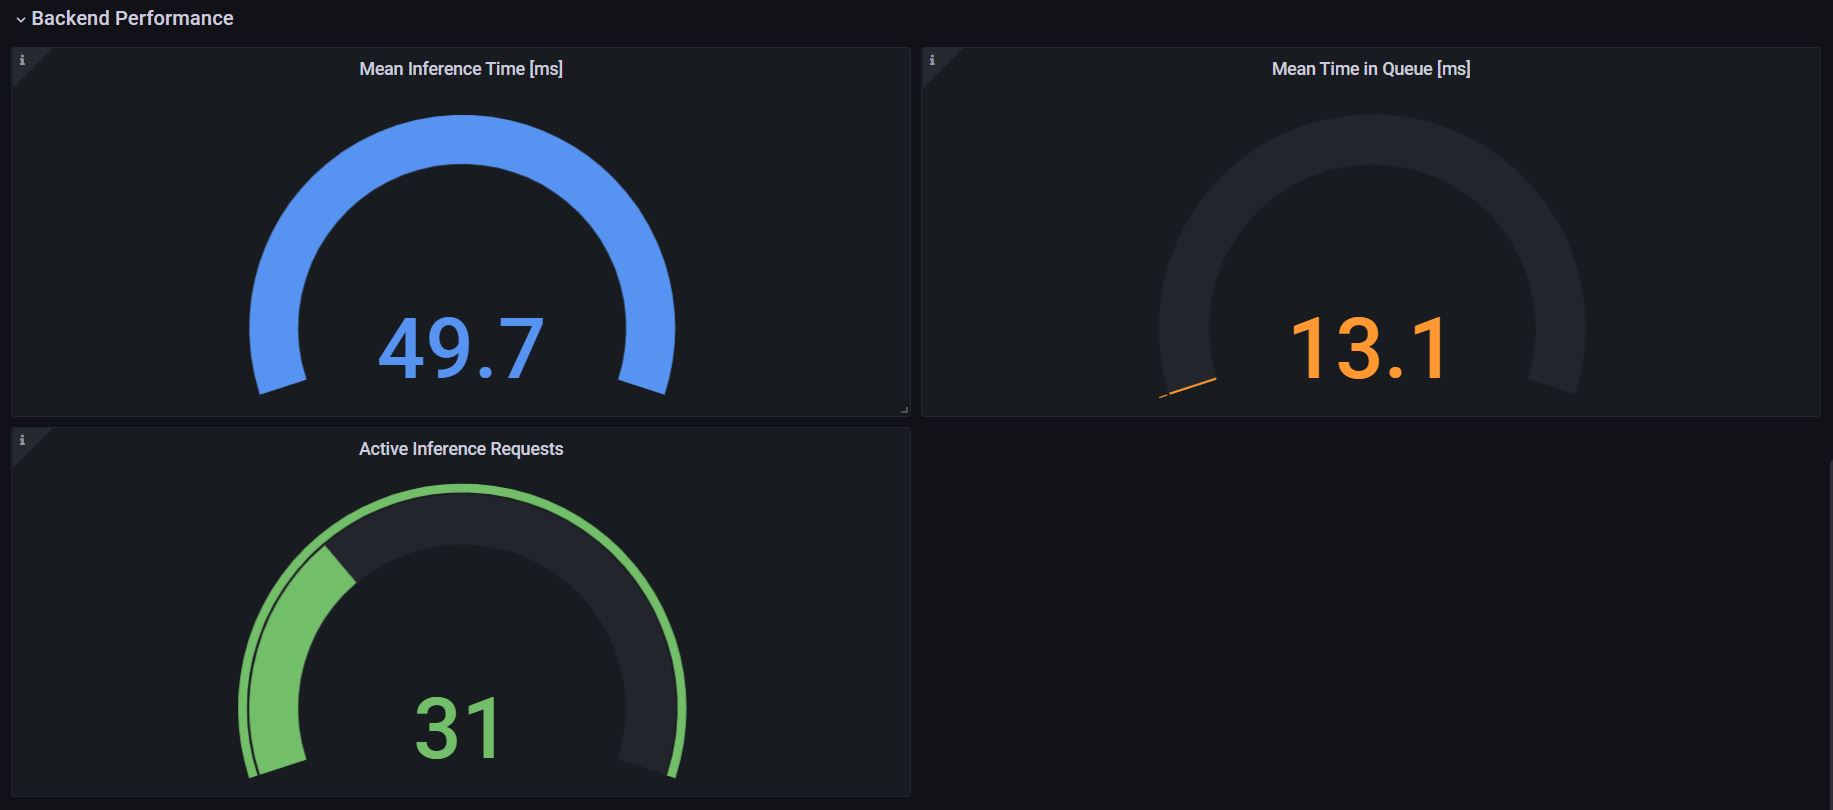 Backend Performance
Mean Inference Time [ms]
49.7
Mean Time in Queue [ms]
13.1
Active Inference Requests
31